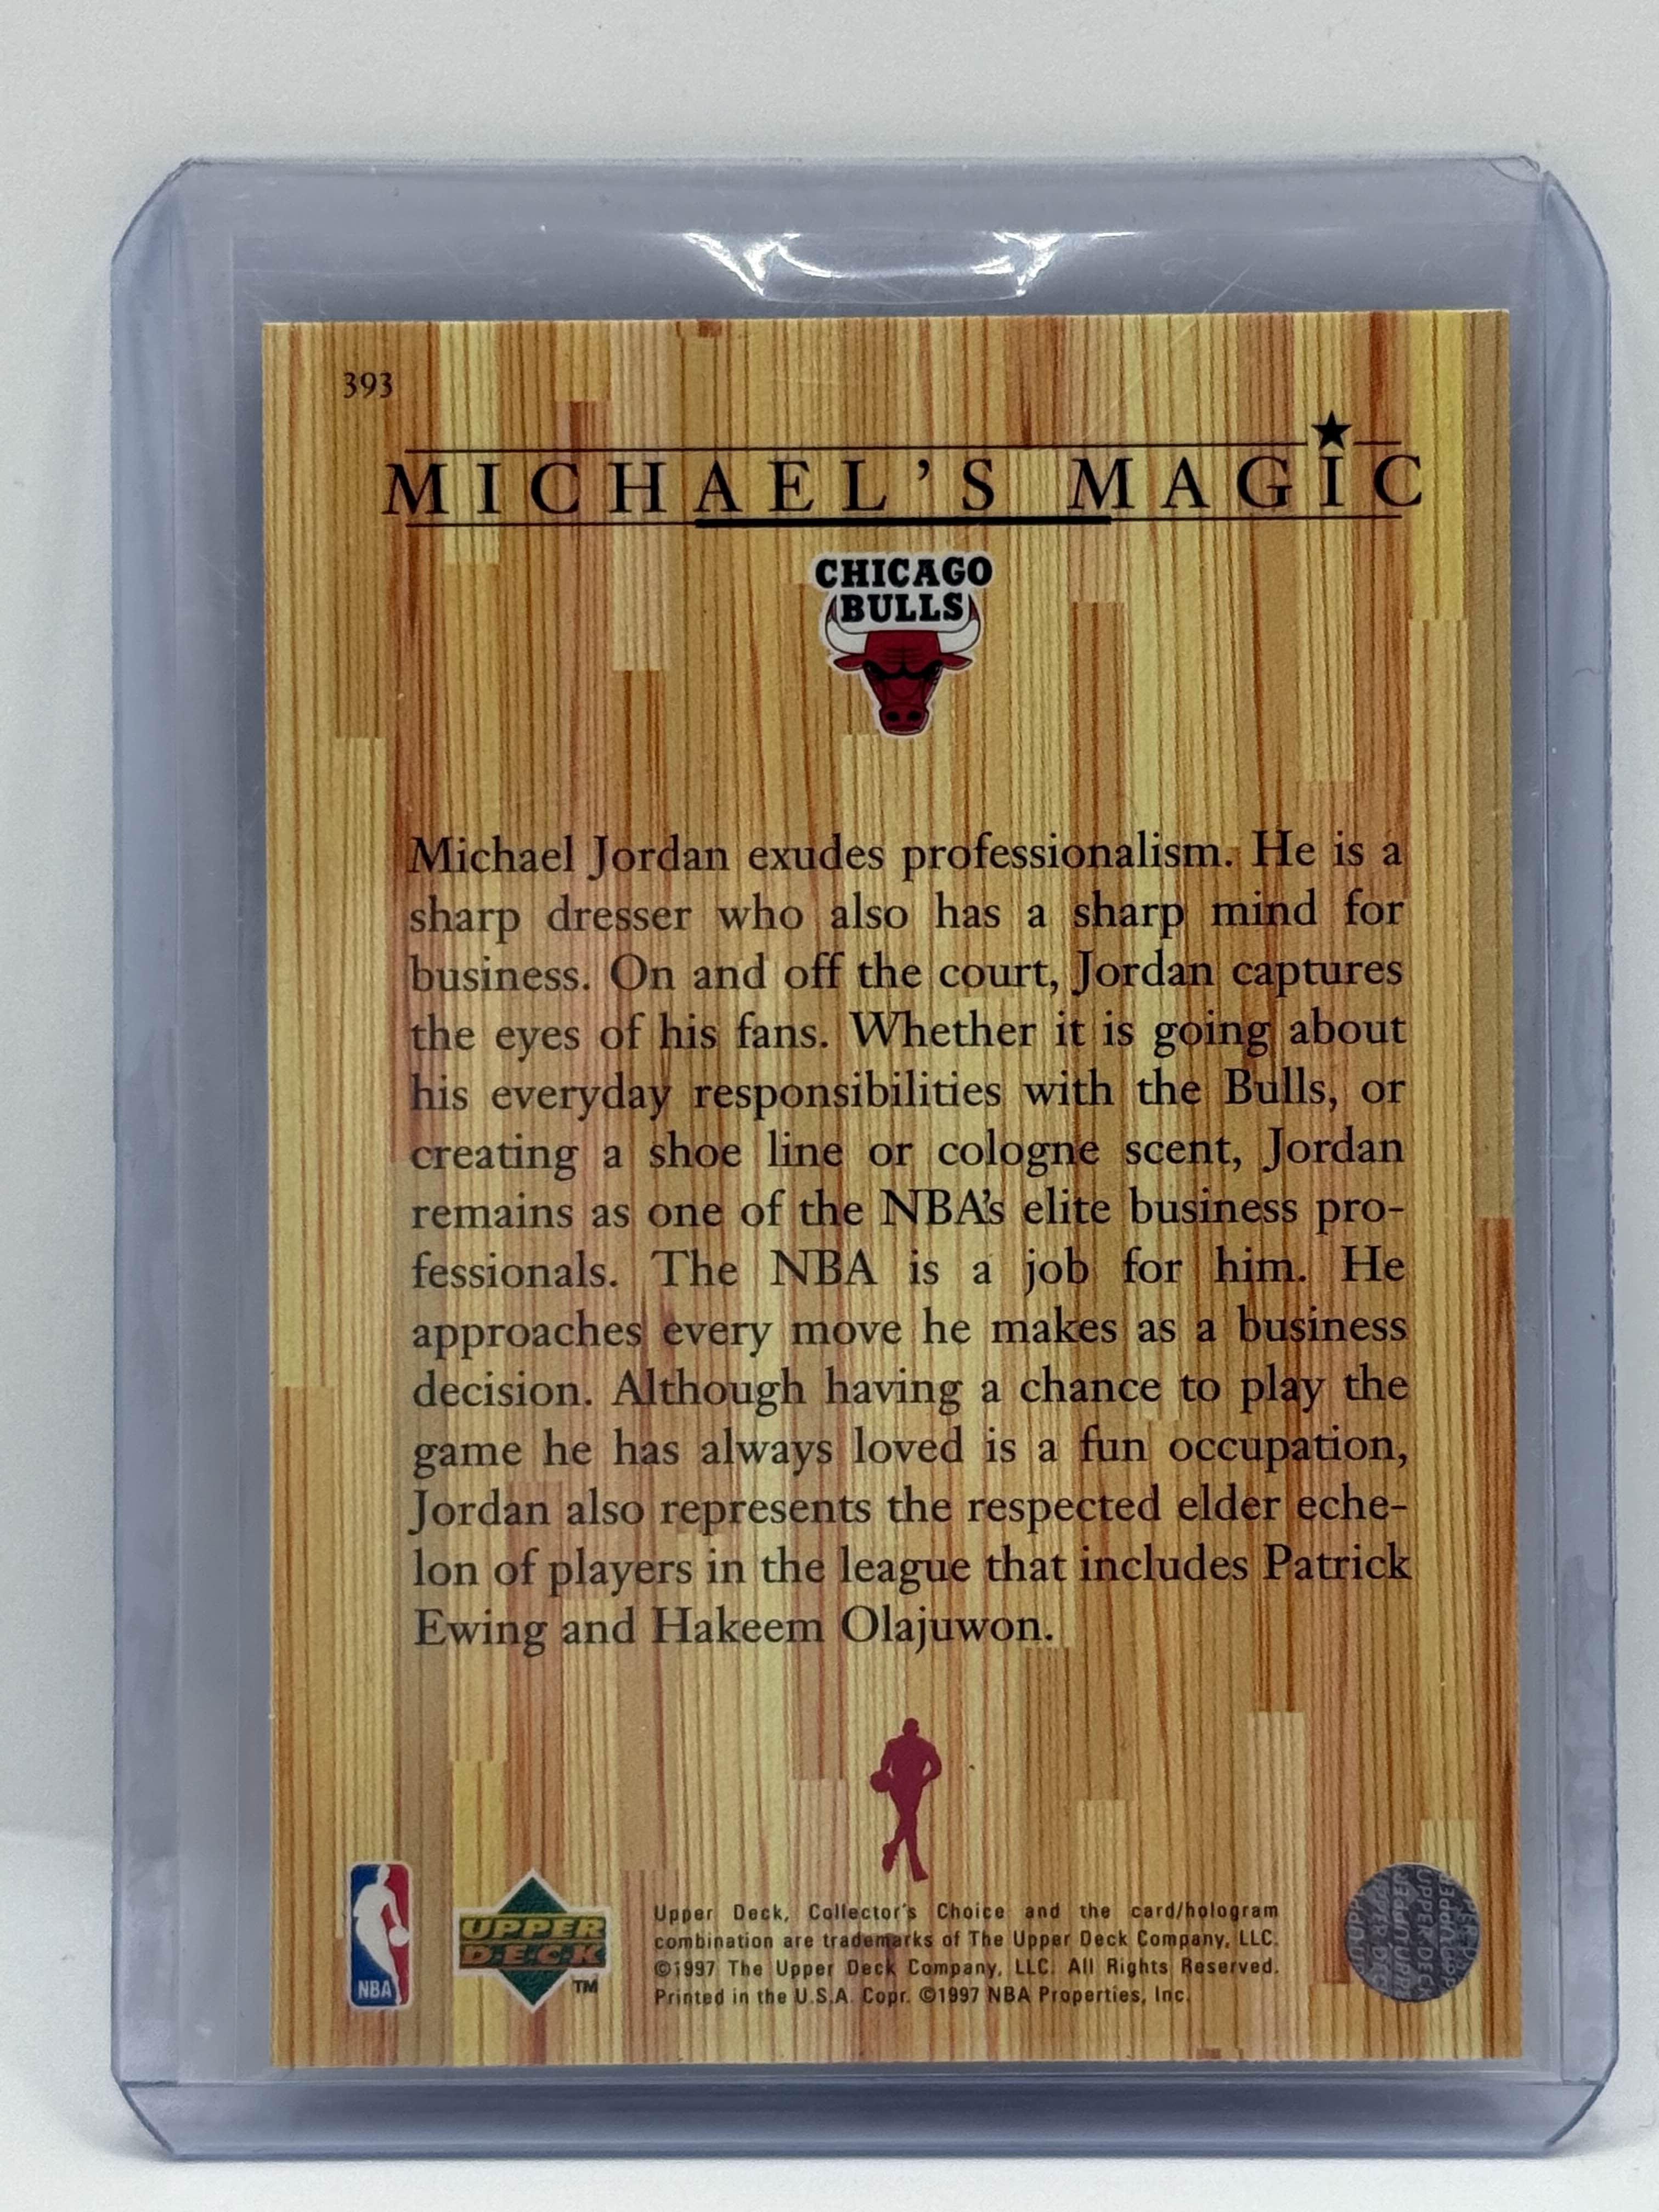 393
MICHAEL'S MAGIC
CHICAGO
BULLS
Michael Jordan exudes professionalism. He is a
sharp dresser who also has a sharp mind for
business. On and off the court, Jordan captures
the eyes of his fans. Whether it is going about
his everyday responsibilities with the Bulls, or
creating a shoe line or cologne scent, Jordan
remains as one of the NBA's elite business pro-
fessionals. The NBA is a job for him. He
approaches every move he makes as a business
decision. Although having a chance to play the
game he has always loved is a fun occupation,
Jordan also represents the respected elder eche-
lon of players in the league that includes Patrick
Ewing and Hakeem Olajuwon.
NBA
UPPER
D·E·C·K
TM
Upper Deck, Collector's Choice and the card/hologram
combination are trademarks of The Upper Deck Company, LLC.
©1997 The Upper Deck Company, LLC. All Rights Reserved.
Printed in the U.S.A. Copr. ©1997 NBA Properties, Inc.
UPPER DECK